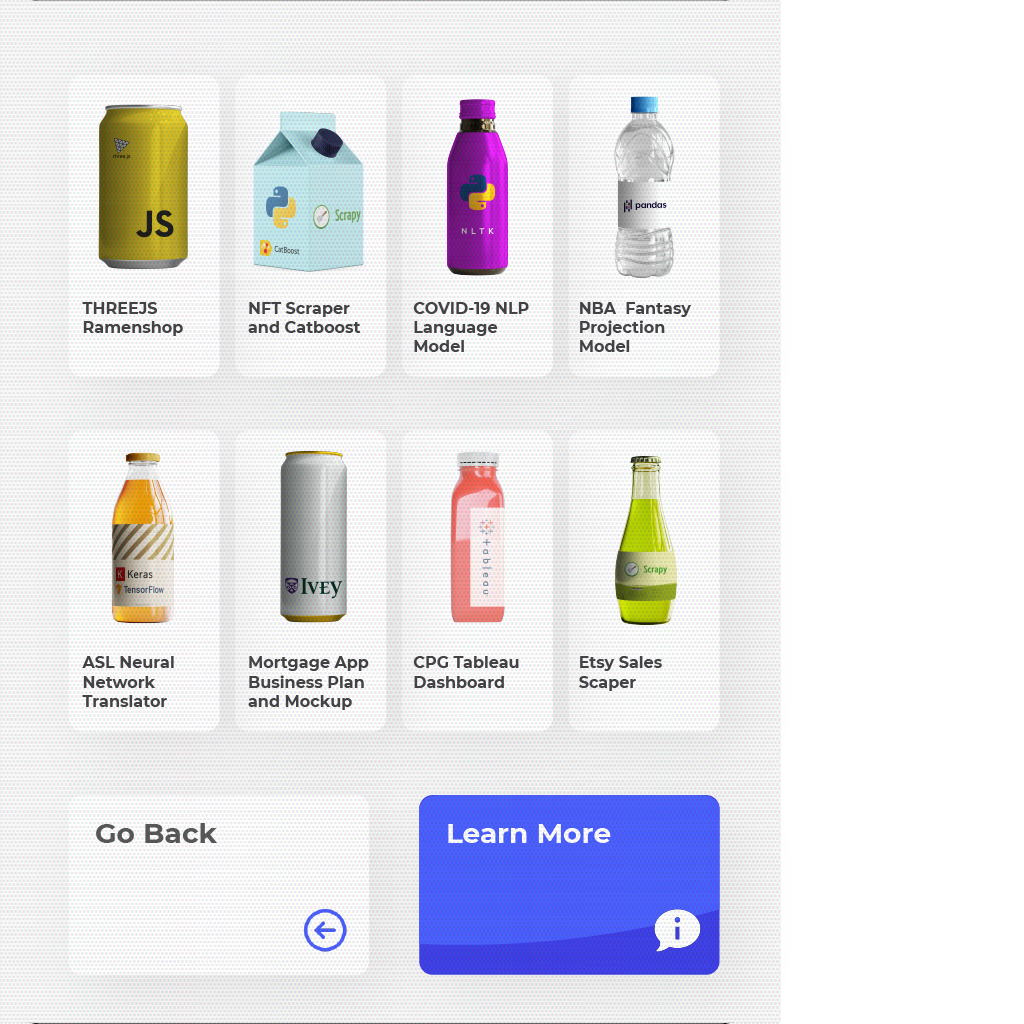 three.js
JS
Scrapy
CatBoost
NLTK
pandas
THREEJS
Ramenshop
NFT Scraper
and Catboost
COVID-19 NLP
Language
Model
NBA  Fantasy
Projection
Model
K Keras
TensorFlow
IVEY
+ableau
Scrapy
ASL Neural
Network
Translator
Mortgage App
Business Plan
and Mockup
CPG Tableau
Dashboard
Etsy Sales
Scaper
Go Back
Learn More